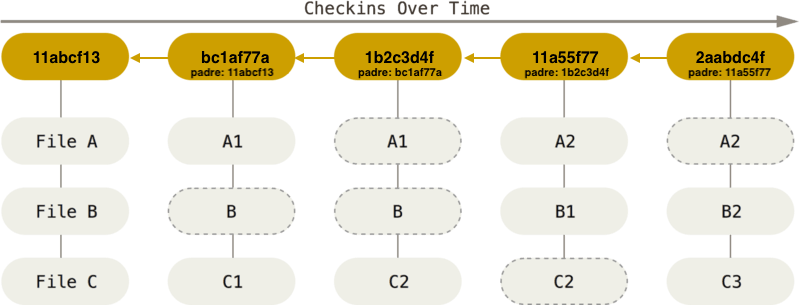 Checkins Over Time
11abcf13
bc1af77a
padre: 11abcf13
1b2c3d4f
padre: bc1af77a
11a55f77
padre: 1b2c3d4f
2aabdc4f
padre: 11a55f77
File A
A1
A1
A2
A2
File B
B
B
B1
B2
File C
C1
C2
C2
C3